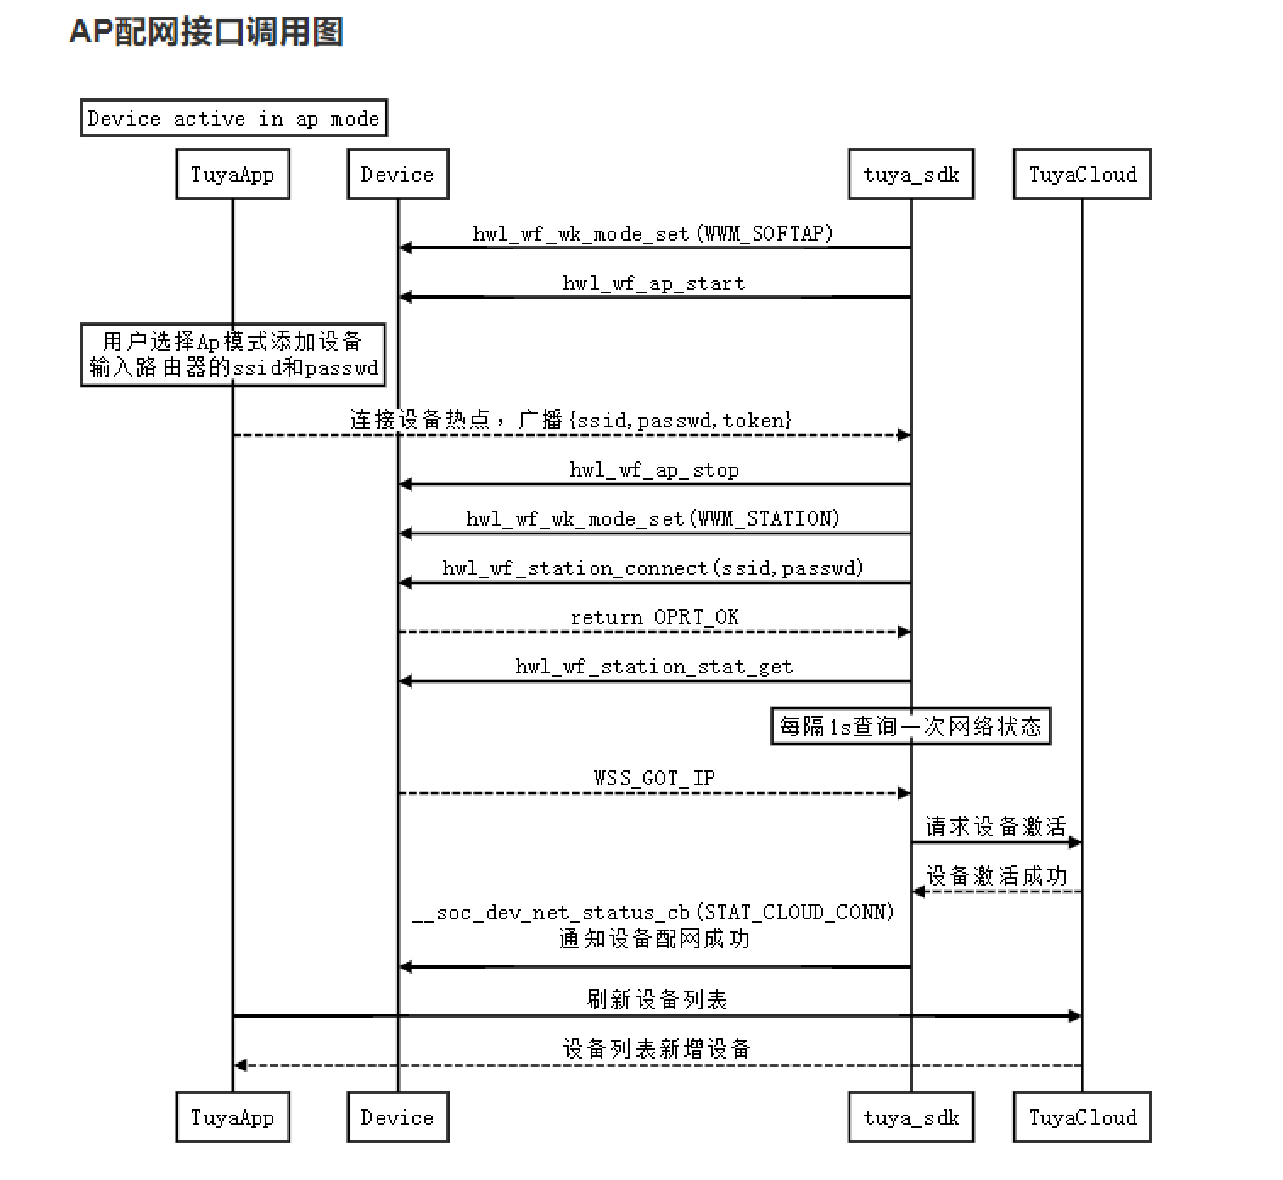 AP配网接口调用图
Device active in ap mode
TuyaApp
Device
tuya_sdk
TuyaCloud
hwl_wf_wk_mode_set(WWM_SOFTAP)
hwl_wf_ap_start
用户选择Ap模式添加设备
输入路由器的ssid和passwd
连接设备热点，广播{ssid,passwd,token}
hwl_wf_ap_stop
hwl_wf_wk_mode_set(WWM_STATION)
hwl_wf_station_connect(ssid,passwd)
return OPRT_OK
hwl_wf_station_stat_get
每隔1s查询一次网络状态
WSS_GOT_IP
请求设备激活
设备激活成功
__soc_dev_net_status_cb(STAT_CLOUD_CONN)
通知设备配网成功
刷新设备列表
设备列表新增设备
TuyaApp
Device
tuya_sdk
TuyaCloud